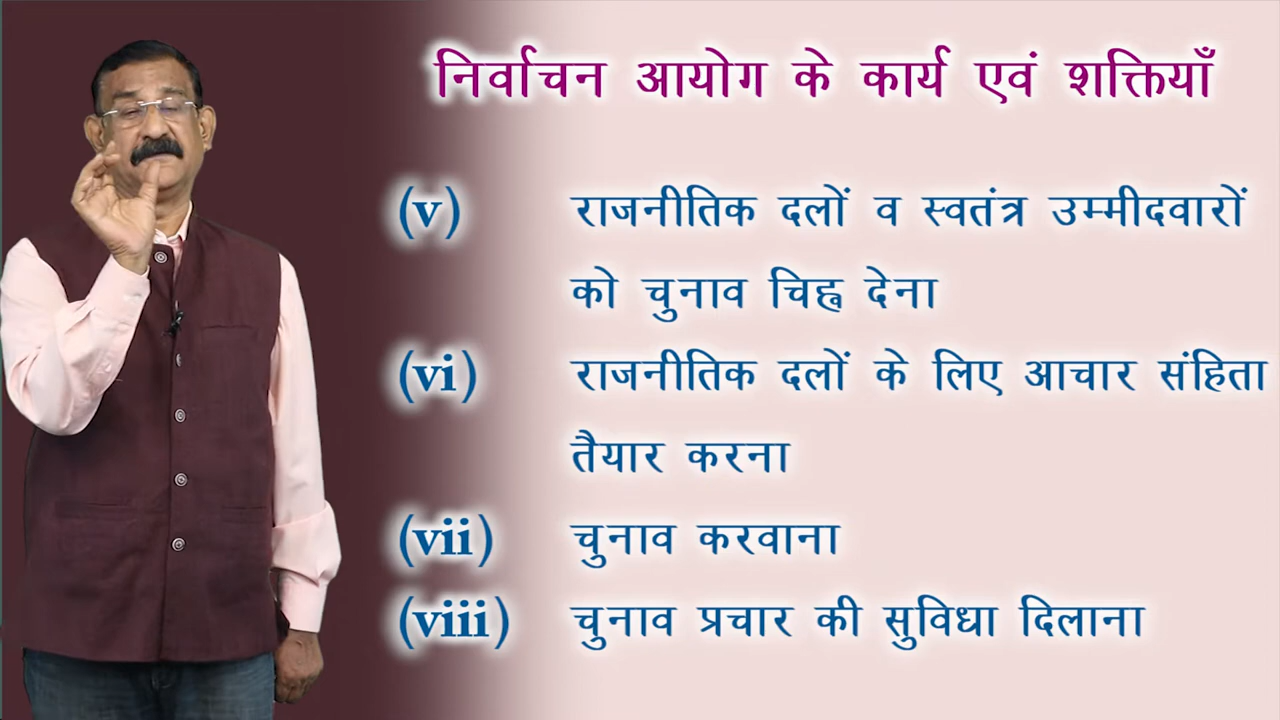 निर्वाचन आयोग के कार्य एवं शक्तियाँ
(v) राजनीतिक दलों व स्वतंत्र उम्मीदवारों
को चुनाव चिह्न देना
(vi) राजनीतिक दलों के लिए आचार संहिता
तैयार करना
(vii) चुनाव करवाना
(viii) चुनाव प्रचार की सुविधा दिलाना